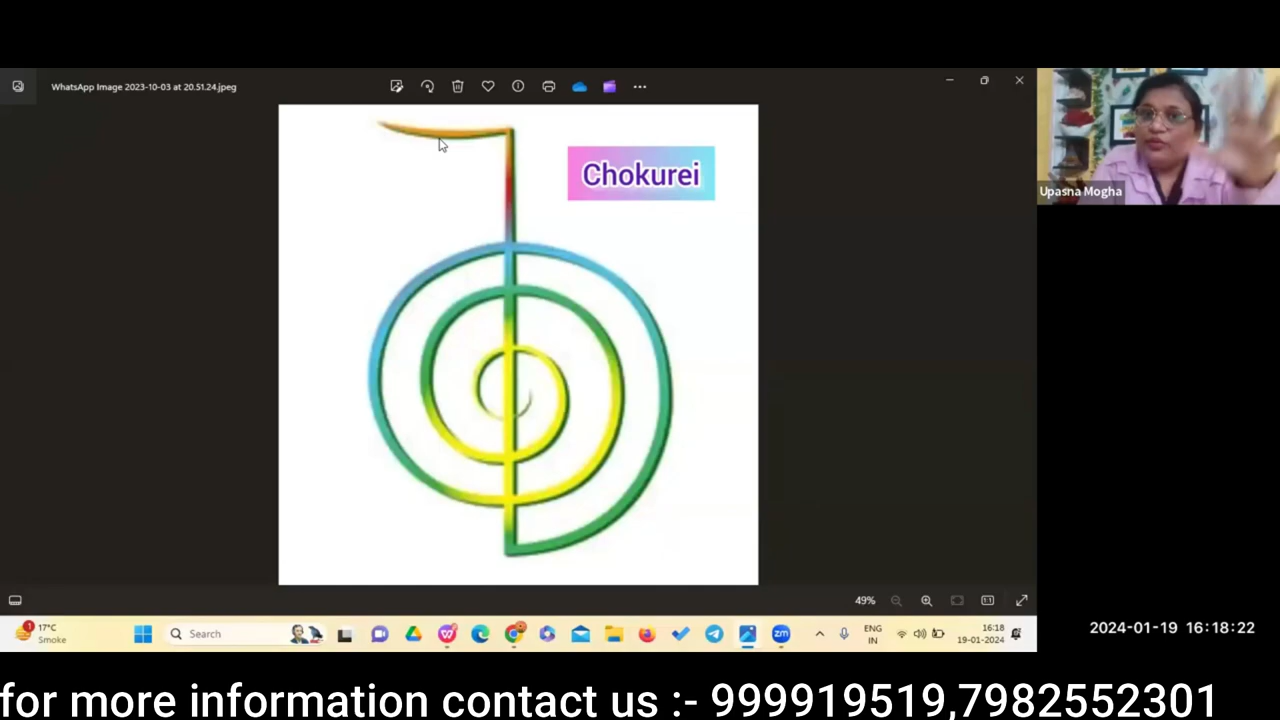 WhatsApp Image 2023-10-03 at 20.51.24.jpeg
Chokurei
Upasna Mogha
49%
17°C
Smoke
Search
ENG
IN
16:18
19-01-2024
2024-01-19 16:18:22
for more information contact us :- 999919519,7982552301